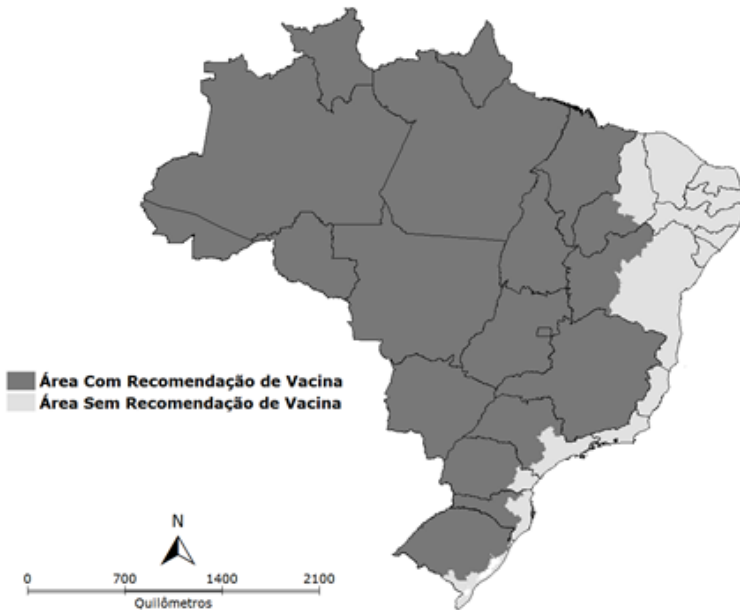 Área Com Recomendação de Vacina
Área Sem Recomendação de Vacina
N
0 700 1400 2100
Quilômetros